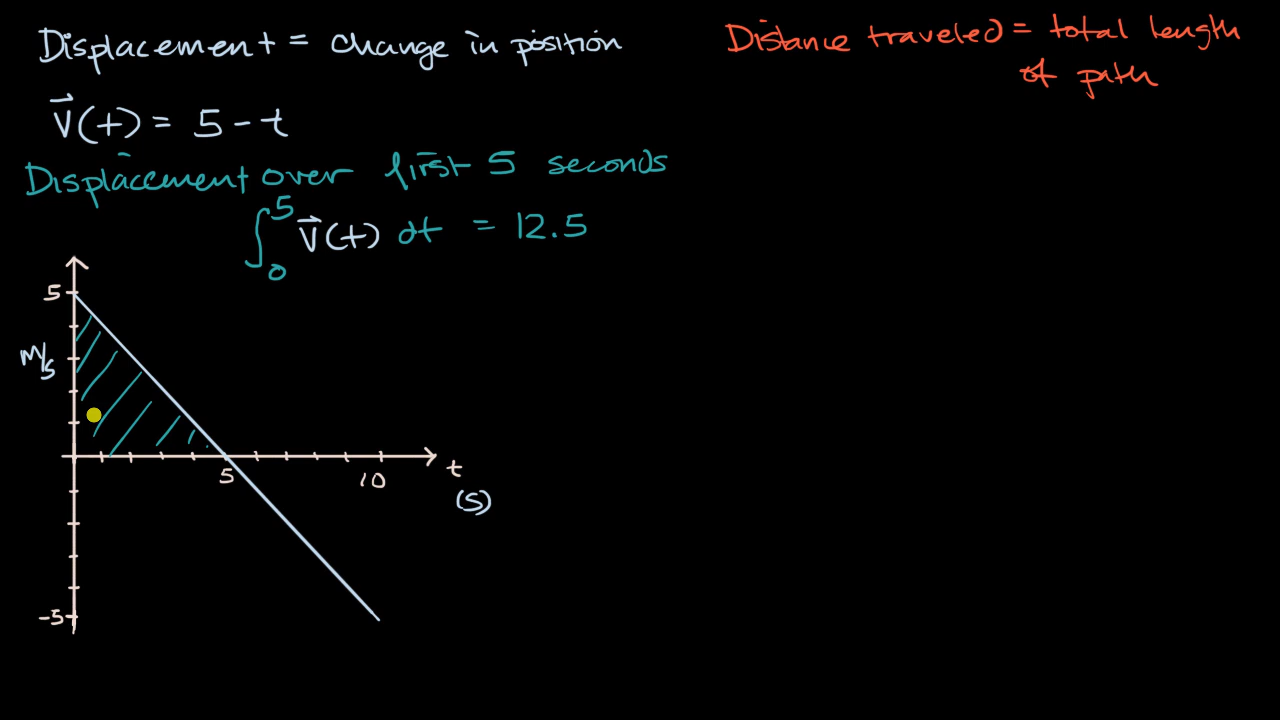 Displacement = change in position
Distance traveled = total length
of path
v⃗(t) = 5 - t
Displacement over first 5 seconds
∫₀⁵ v⃗(t) dt = 12.5
5
M/s
5
10
t
(s)
-5